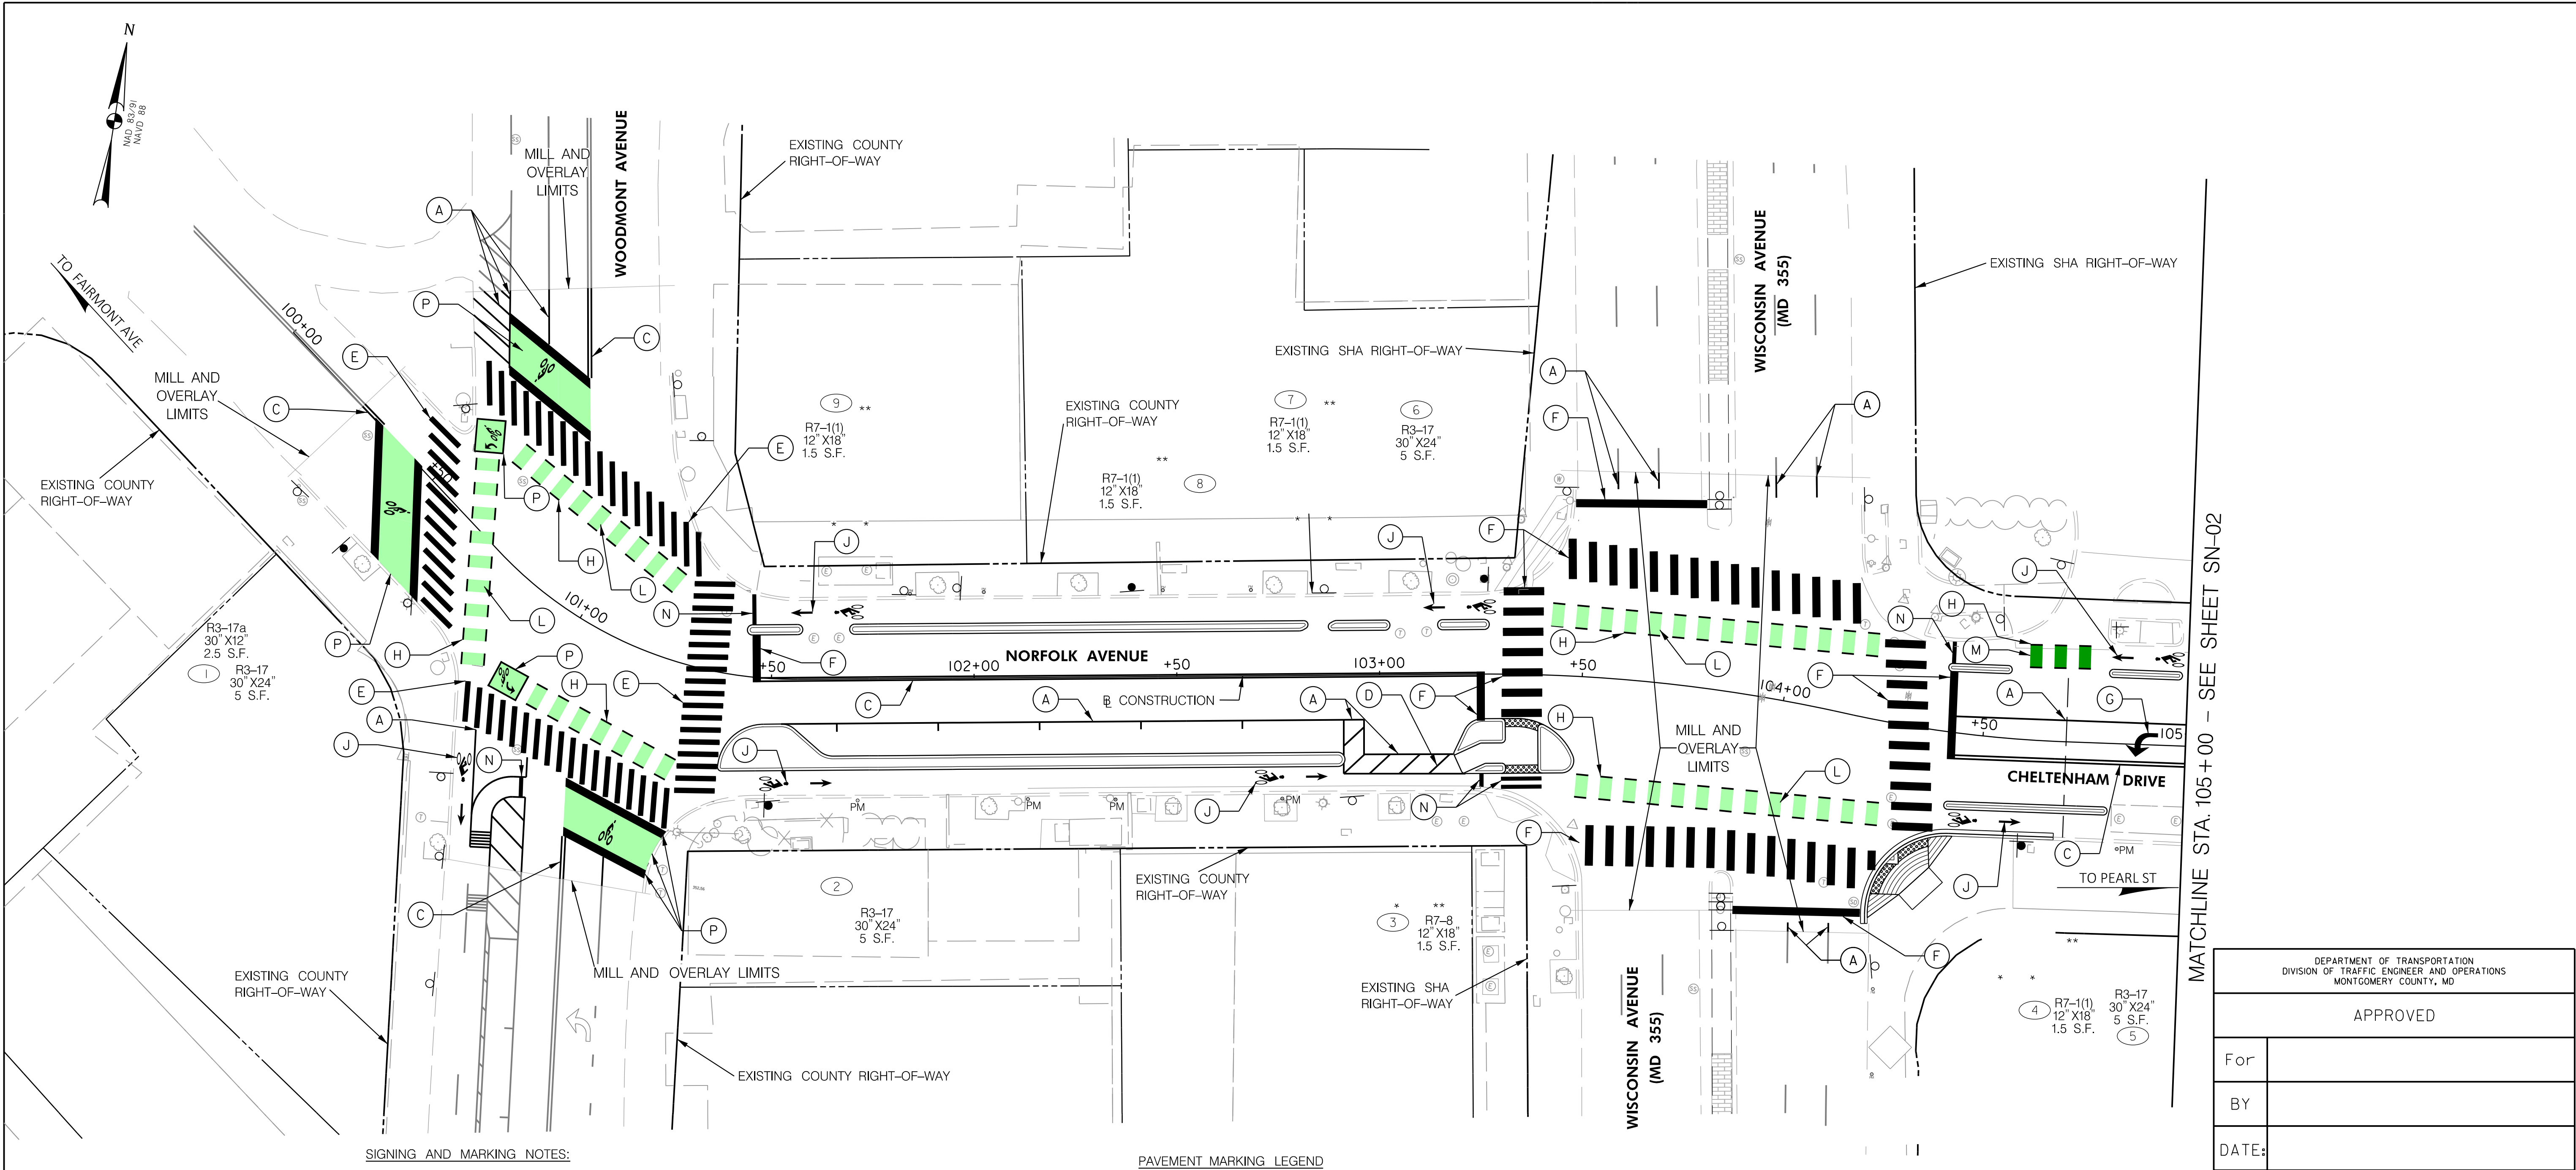 N
NAD 83/91
NAVD 88
TO FAIRMONT AVE
100+00
MILL AND
OVERLAY
LIMITS
WOODMONT AVENUE
EXISTING COUNTY
RIGHT-OF-WAY
A
P
C
E
MILL AND
OVERLAY
LIMITS
C
EXISTING COUNTY
RIGHT-OF-WAY
+50
P
H
L
E
9
**
R7-1(1)
12" X18"
1.5 S.F.
EXISTING COUNTY
RIGHT-OF-WAY
**
R7-1(1)
12" X18"
1.5 S.F.
8
7
**
R7-1(1)
12" X18"
1.5 S.F.
6
R3-17
30" X24"
5 S.F.
EXISTING SHA RIGHT-OF-WAY
WISCONSIN AVENUE
(MD 355)
EXISTING SHA RIGHT-OF-WAY
A
F
A
MATCHLINE STA. 105+00 - SEE SHEET SN-02
* *
J
* *
J
F
J
H
N
M
101+00
L
N
F
R3-17a
30" X12"
2.5 S.F.
1
R3-17
30" X24"
5 S.F.
P
H
P
H
E
E
A
J
N
+50
102+00
NORFOLK AVENUE
+50
103+00
+50
104+00
+50
105
C
A
BL CONSTRUCTION
A
D
F
H
L
H
L
F
A
G
MILL AND
OVERLAY
LIMITS
CHELTENHAM DRIVE
J
J
N
F
PM
PM
PM
PM
PM
C
TO PEARL ST
J
2
R3-17
30" X24"
5 S.F.
C
P
EXISTING COUNTY
RIGHT-OF-WAY
* **
3
R7-8
12" X18"
1.5 S.F.
A
F
**
* *
4
R7-1(1)
12" X18"
1.5 S.F.
R3-17
30" X24"
5 S.F.
5
EXISTING COUNTY
RIGHT-OF-WAY
MILL AND OVERLAY LIMITS
EXISTING SHA
RIGHT-OF-WAY
WISCONSIN AVENUE
(MD 355)
EXISTING COUNTY RIGHT-OF-WAY
SIGNING AND MARKING NOTES:
PAVEMENT MARKING LEGEND
DEPARTMENT OF TRANSPORTATION
DIVISION OF TRAFFIC ENGINEER AND OPERATIONS
MONTGOMERY COUNTY, MD
APPROVED
For
BY
DATE: